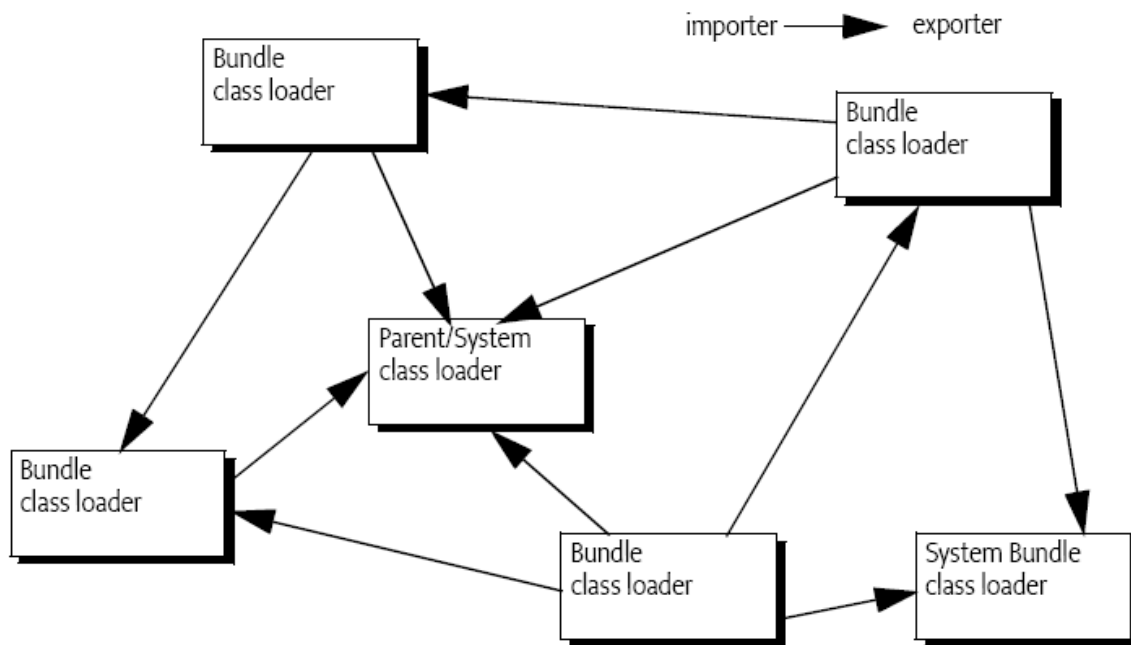 importer exporter
Bundle
class loader
Bundle
class loader
Parent/System
class loader
Bundle
class loader
Bundle
class loader
System Bundle
class loader